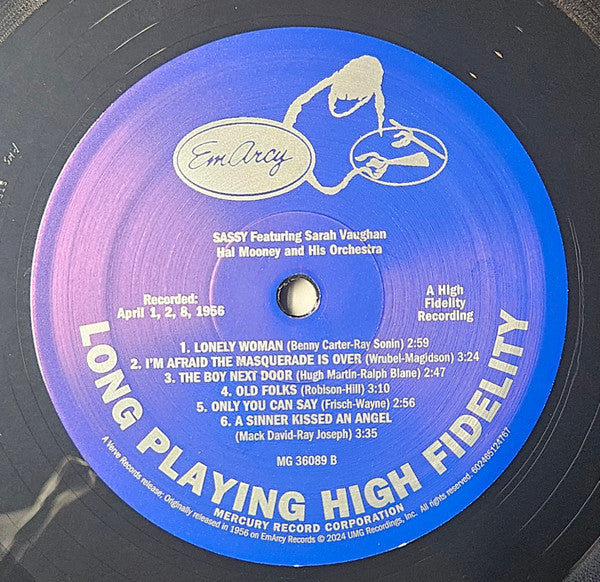 EmArcy
SASSY Featuring Sarah Vaughan
Hal Mooney and His Orchestra
Recorded:
April 1, 2, 8, 1956
A High
Fidelity
Recording
1. LONELY WOMAN (Benny Carter-Ray Sonin) 2:59
2. I'M AFRAID THE MASQUERADE IS OVER (Wrubel-Magidson) 3:24
3. THE BOY NEXT DOOR (Hugh Martin-Ralph Blane) 2:47
4. OLD FOLKS (Robison-Hill) 3:10
5. ONLY YOU CAN SAY (Frisch-Wayne) 2:56
6. A SINNER KISSED AN ANGEL
(Mack David-Ray Joseph) 3:35
MG 36089 B
LONG PLAYING HIGH FIDELITY
MERCURY RECORD CORPORATION
A Verve Records release; Originally released in 1956 on EmArcy Records © 2024 UMG Recordings, Inc. All rights reserved. 602465124767